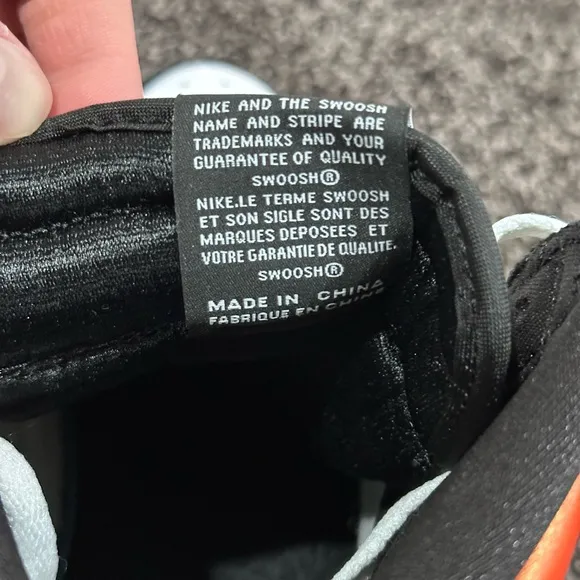 NIKE AND THE SWOOSH
NAME AND STRIPE ARE
TRADEMARKS AND YOUR
GUARANTEE OF QUALITY
SWOOSH®
NIKE.LE TERME SWOOSH
ET SON SIGLE SONT DES
MARQUES DEPOSEES ET
VOTRE GARANTIE DE QUALITE.
SWOOSH®
MADE IN CHINA
FABRIQUE EN CHINE